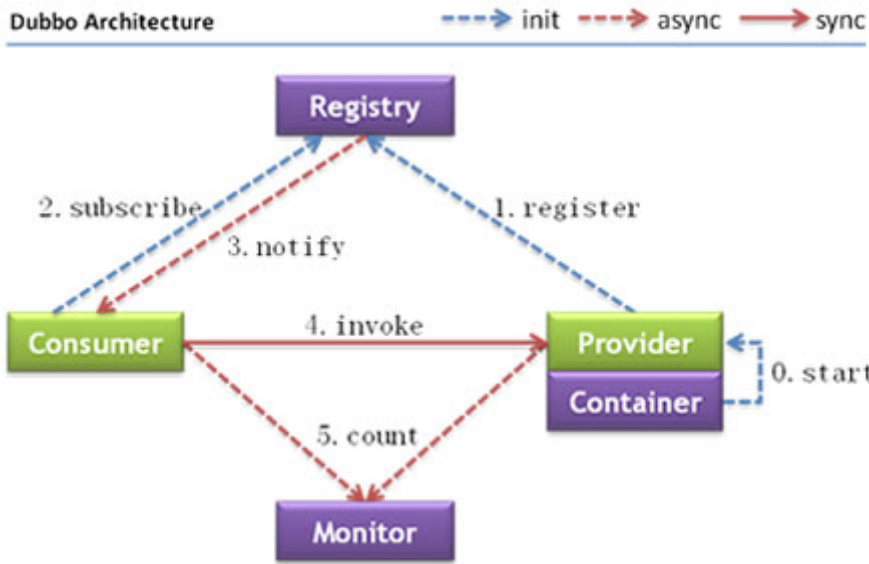 Dubbo Architecture
init
async
sync
Registry
2. subscribe
1. register
3. notify
Consumer
4. invoke
Provider
0. start
Container
5. count
Monitor